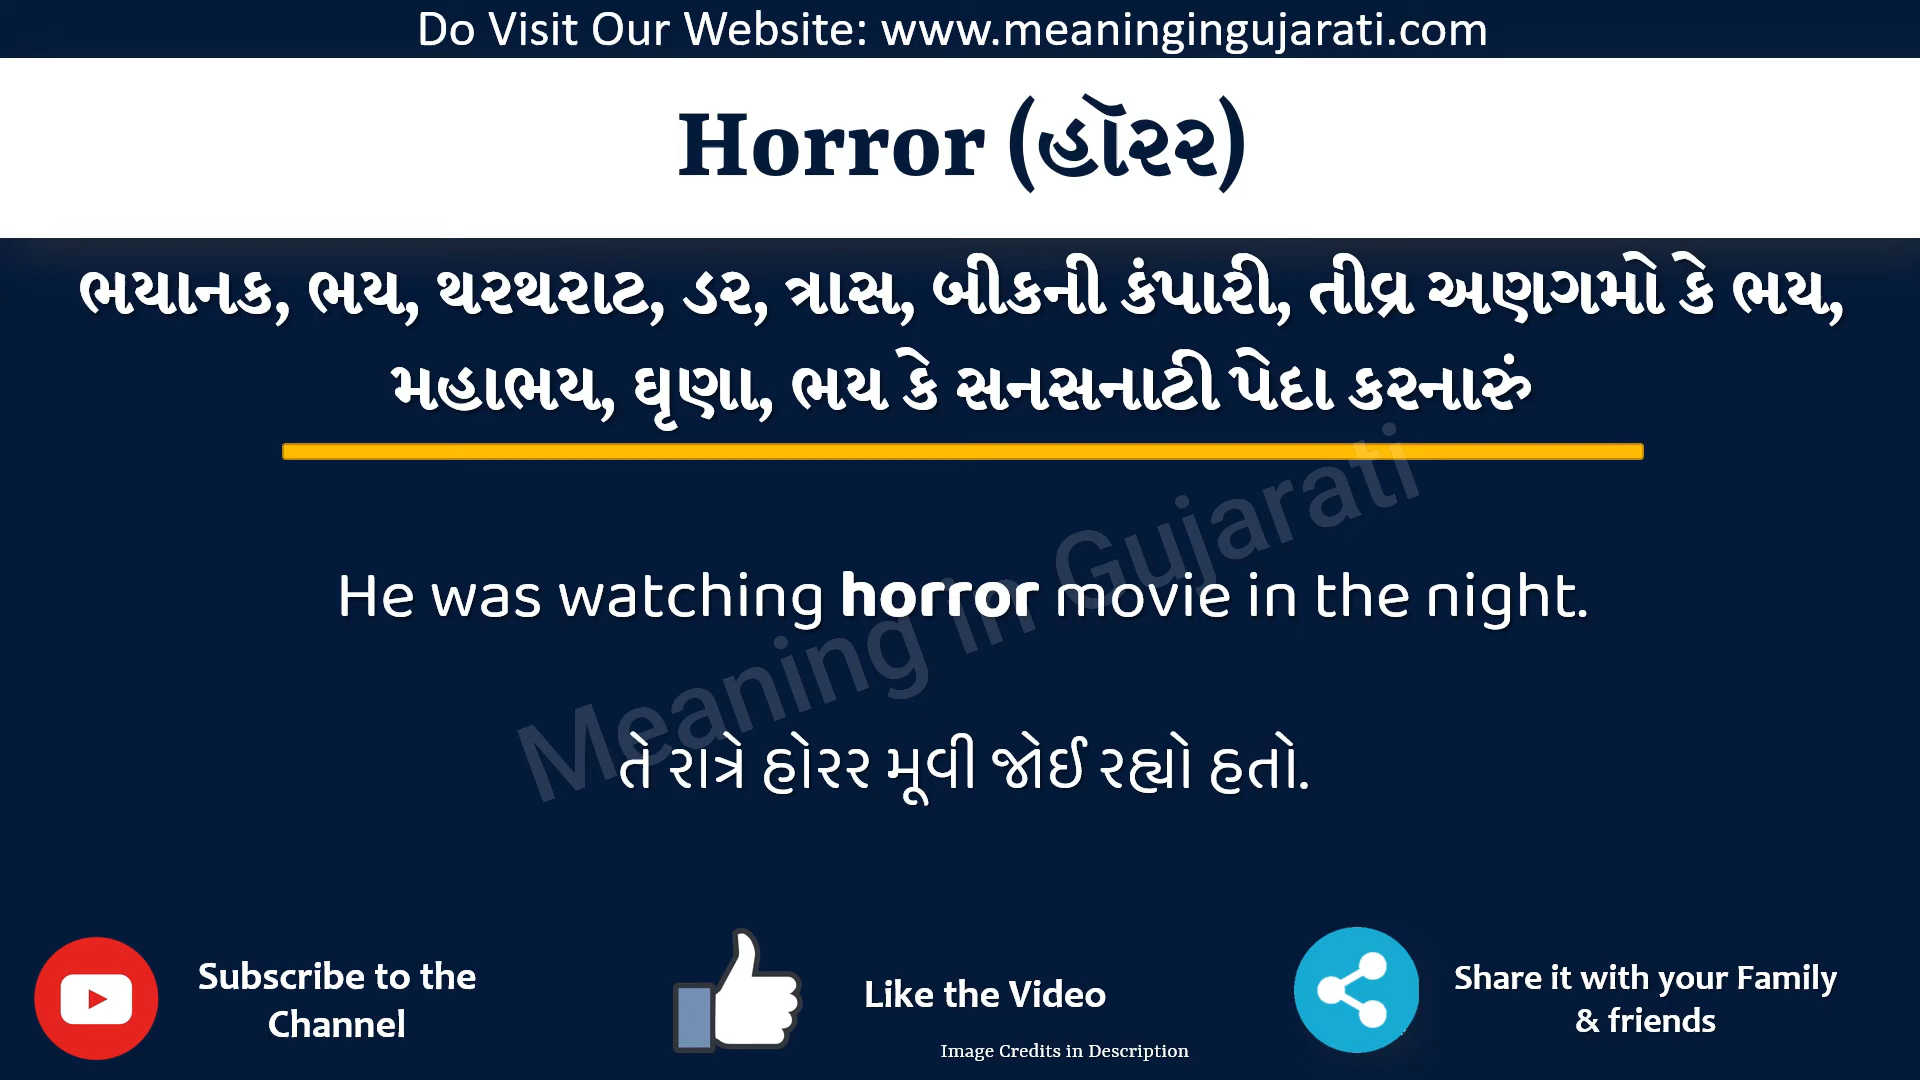 Do Visit Our Website: www.meaningingujarati.com
Horror (હૉરર)
ભયાનક, ભય, થરથરાટ, ડર, ત્રાસ, બીકની કંપારી, તીવ્ર અણગમો કે ભય,
મહાભય, ઘૃણા, ભય કે સનસનાટી પેદા કરનારું
He was watching horror movie in the night.
Meaning in Gujarati
તે રાત્રે હોરર મૂવી જોઈ રહ્યો હતો.
Subscribe to the
Channel
Like the Video
Share it with your Family
& friends
Image Credits in Description